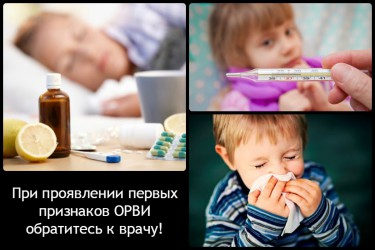 При проявлении первых
признаков ОРВИ
обратитесь к врачу!